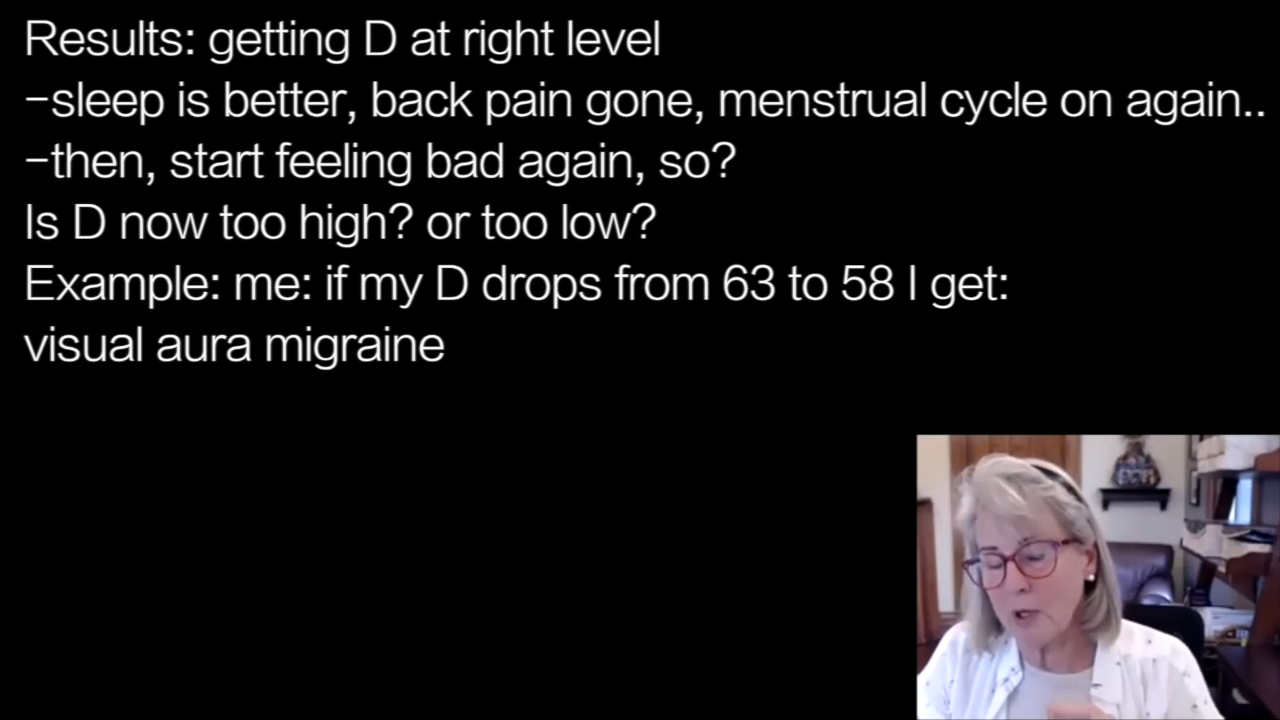 Results: getting D at right level
–sleep is better, back pain gone, menstrual cycle on again..
–then, start feeling bad again, so?
Is D now too high? or too low?
Example: me: if my D drops from 63 to 58 I get:
visual aura migraine